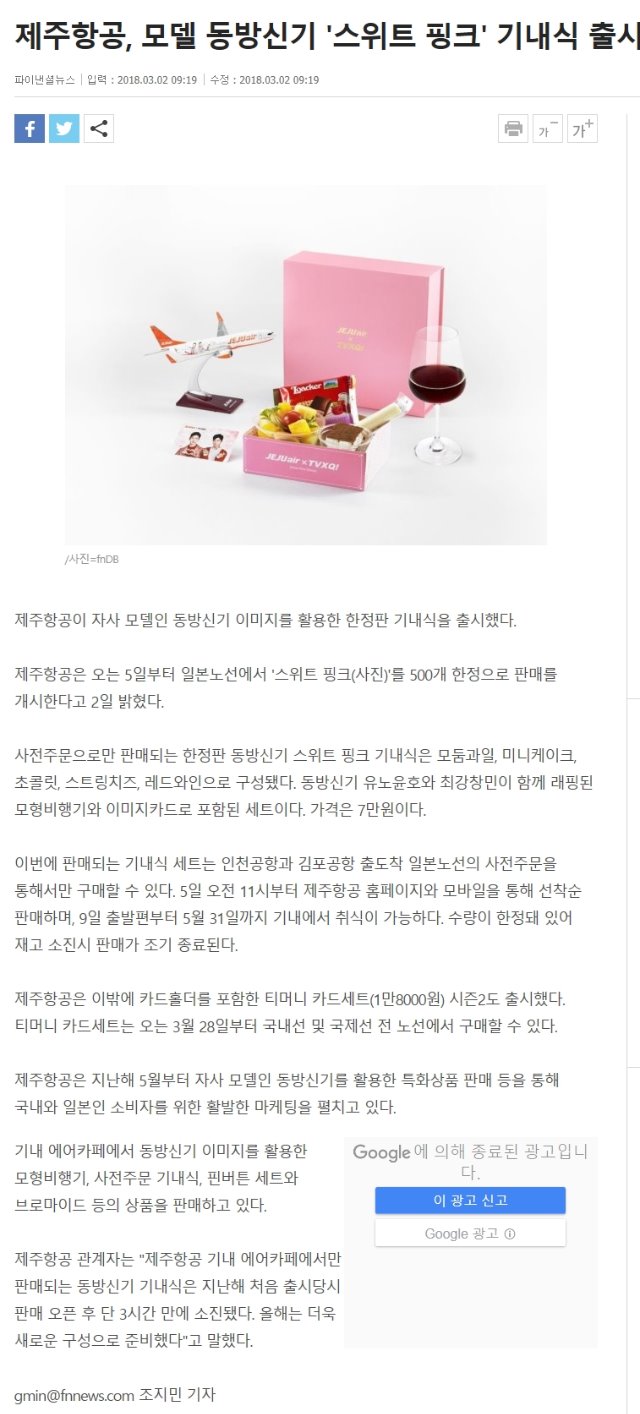 제주항공, 모델 동방신기 '스위트 핑크' 기내식 출시
파이낸셜뉴스 | 입력 : 2018.03.02 09:19 | 수정 : 2018.03.02 09:19
가－ 가＋
JEJUair
×
TVXQ!
JEJUair
Loacker
JEJUair×TVXQ!
/사진=fnDB
제주항공이 자사 모델인 동방신기 이미지를 활용한 한정판 기내식을 출시했다.
제주항공은 오는 5일부터 일본노선에서 '스위트 핑크(사진)'를 500개 한정으로 판매를
개시한다고 2일 밝혔다.
사전주문으로만 판매되는 한정판 동방신기 스위트 핑크 기내식은 모둠과일, 미니케이크,
초콜릿, 스트링치즈, 레드와인으로 구성됐다. 동방신기 유노윤호와 최강창민이 함께 래핑된
모형비행기와 이미지카드로 포함된 세트이다. 가격은 7만원이다.
이번에 판매되는 기내식 세트는 인천공항과 김포공항 출도착 일본노선의 사전주문을
통해서만 구매할 수 있다. 5일 오전 11시부터 제주항공 홈페이지와 모바일을 통해 선착순
판매하며, 9일 출발편부터 5월 31일까지 기내에서 취식이 가능하다. 수량이 한정돼 있어
재고 소진시 판매가 조기 종료된다.
제주항공은 이밖에 카드홀더를 포함한 티머니 카드세트(1만8000원) 시즌2도 출시했다.
티머니 카드세트는 오는 3월 28일부터 국내선 및 국제선 전 노선에서 구매할 수 있다.
제주항공은 지난해 5월부터 자사 모델인 동방신기를 활용한 특화상품 판매 등을 통해
국내와 일본인 소비자를 위한 활발한 마케팅을 펼치고 있다.
기내 에어카페에서 동방신기 이미지를 활용한
모형비행기, 사전주문 기내식, 핀버튼 세트와
브로마이드 등의 상품을 판매하고 있다.
제주항공 관계자는 "제주항공 기내 에어카페에서만
판매되는 동방신기 기내식은 지난해 처음 출시당시
판매 오픈 후 단 3시간 만에 소진됐다. 올해는 더욱
새로운 구성으로 준비했다"고 말했다.
Google에 의해 종료된 광고입니
다.
이 광고 신고
Google 광고 ⓘ
gmin@fnnews.com 조지민 기자